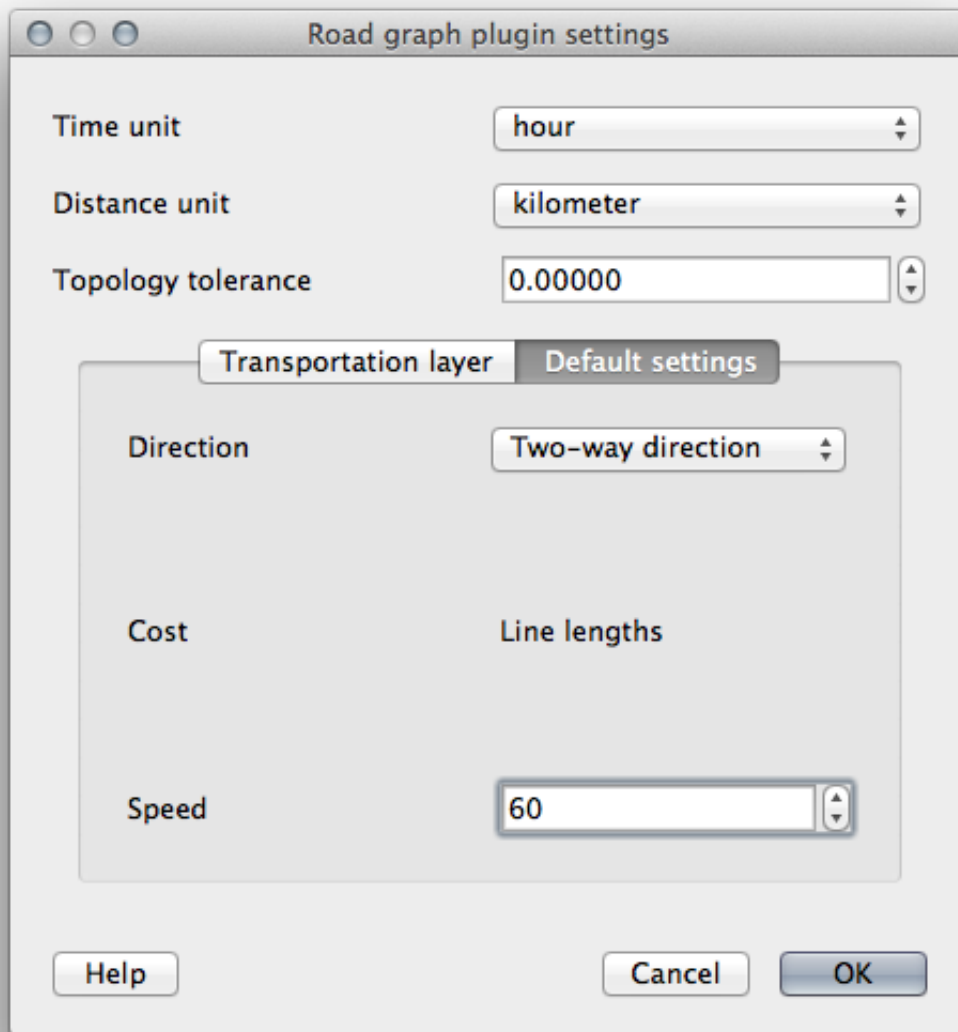 Road graph plugin settings
Time unit hour
Distance unit kilometer
Topology tolerance 0.00000
Transportation layer Default settings
Direction Two-way direction
Cost Line lengths
Speed 60
Help Cancel OK